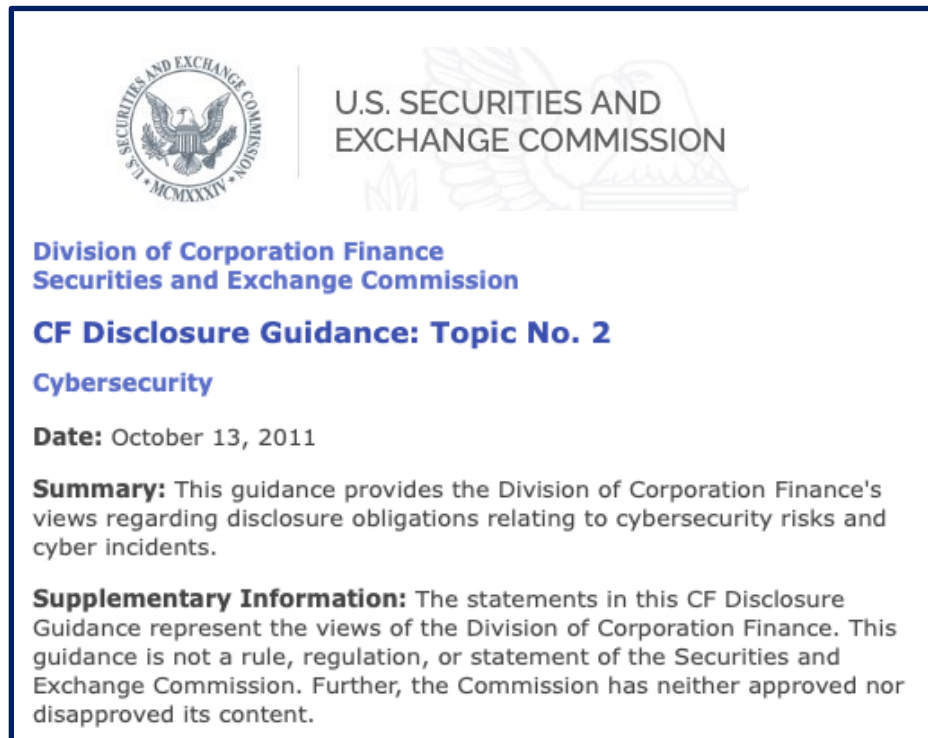 U.S. SECURITIES AND EXCHANGE COMMISSION
MCMXXXIV
U.S. SECURITIES AND
EXCHANGE COMMISSION
Division of Corporation Finance
Securities and Exchange Commission
CF Disclosure Guidance: Topic No. 2
Cybersecurity
Date: October 13, 2011
Summary: This guidance provides the Division of Corporation Finance's
views regarding disclosure obligations relating to cybersecurity risks and
cyber incidents.
Supplementary Information: The statements in this CF Disclosure
Guidance represent the views of the Division of Corporation Finance. This
guidance is not a rule, regulation, or statement of the Securities and
Exchange Commission. Further, the Commission has neither approved nor
disapproved its content.